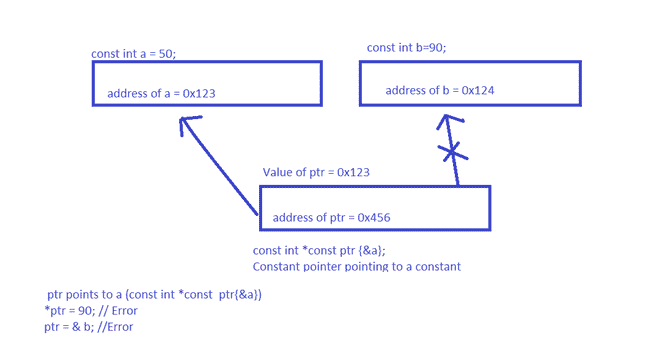 const int a = 50;
const int b=90;
address of a = 0x123
address of b = 0x124
Value of ptr = 0x123
address of ptr = 0x456
const int *const ptr {&a};
Constant pointer pointing to a constant
ptr points to a (const int *const  ptr{&a})
*ptr = 90; // Error
ptr = & b; //Error